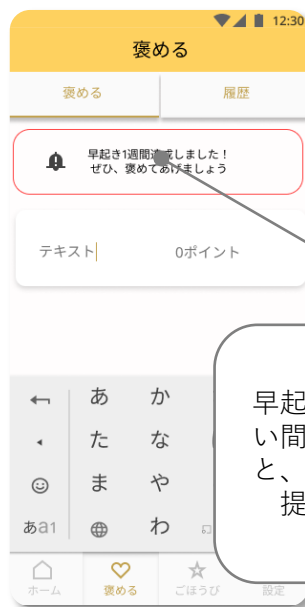 12:30
褒める
褒める
履歴
早起き1週間達成しました！
ぜひ、褒めてあげましょう
テキスト
0ポイント
あ
か
た
な
ま
や
あa1
わ
早起
い間
と、
提
ホーム
褒める
ごほうび
設定